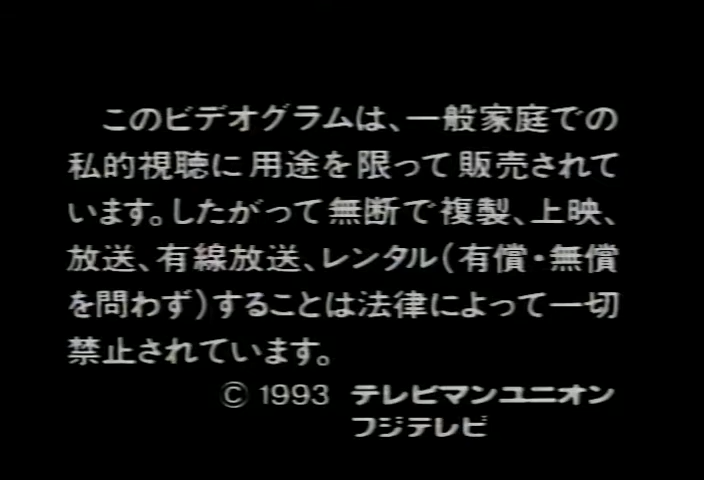 このビデオグラムは、一般家庭での
私的視聴に用途を限って販売されて
います。したがって無断で複製、上映、
放送、有線放送、レンタル(有償・無償
を問わず)することは法律によって一切
禁止されています。
© 1993 テレビマンユニオン
フジテレビ